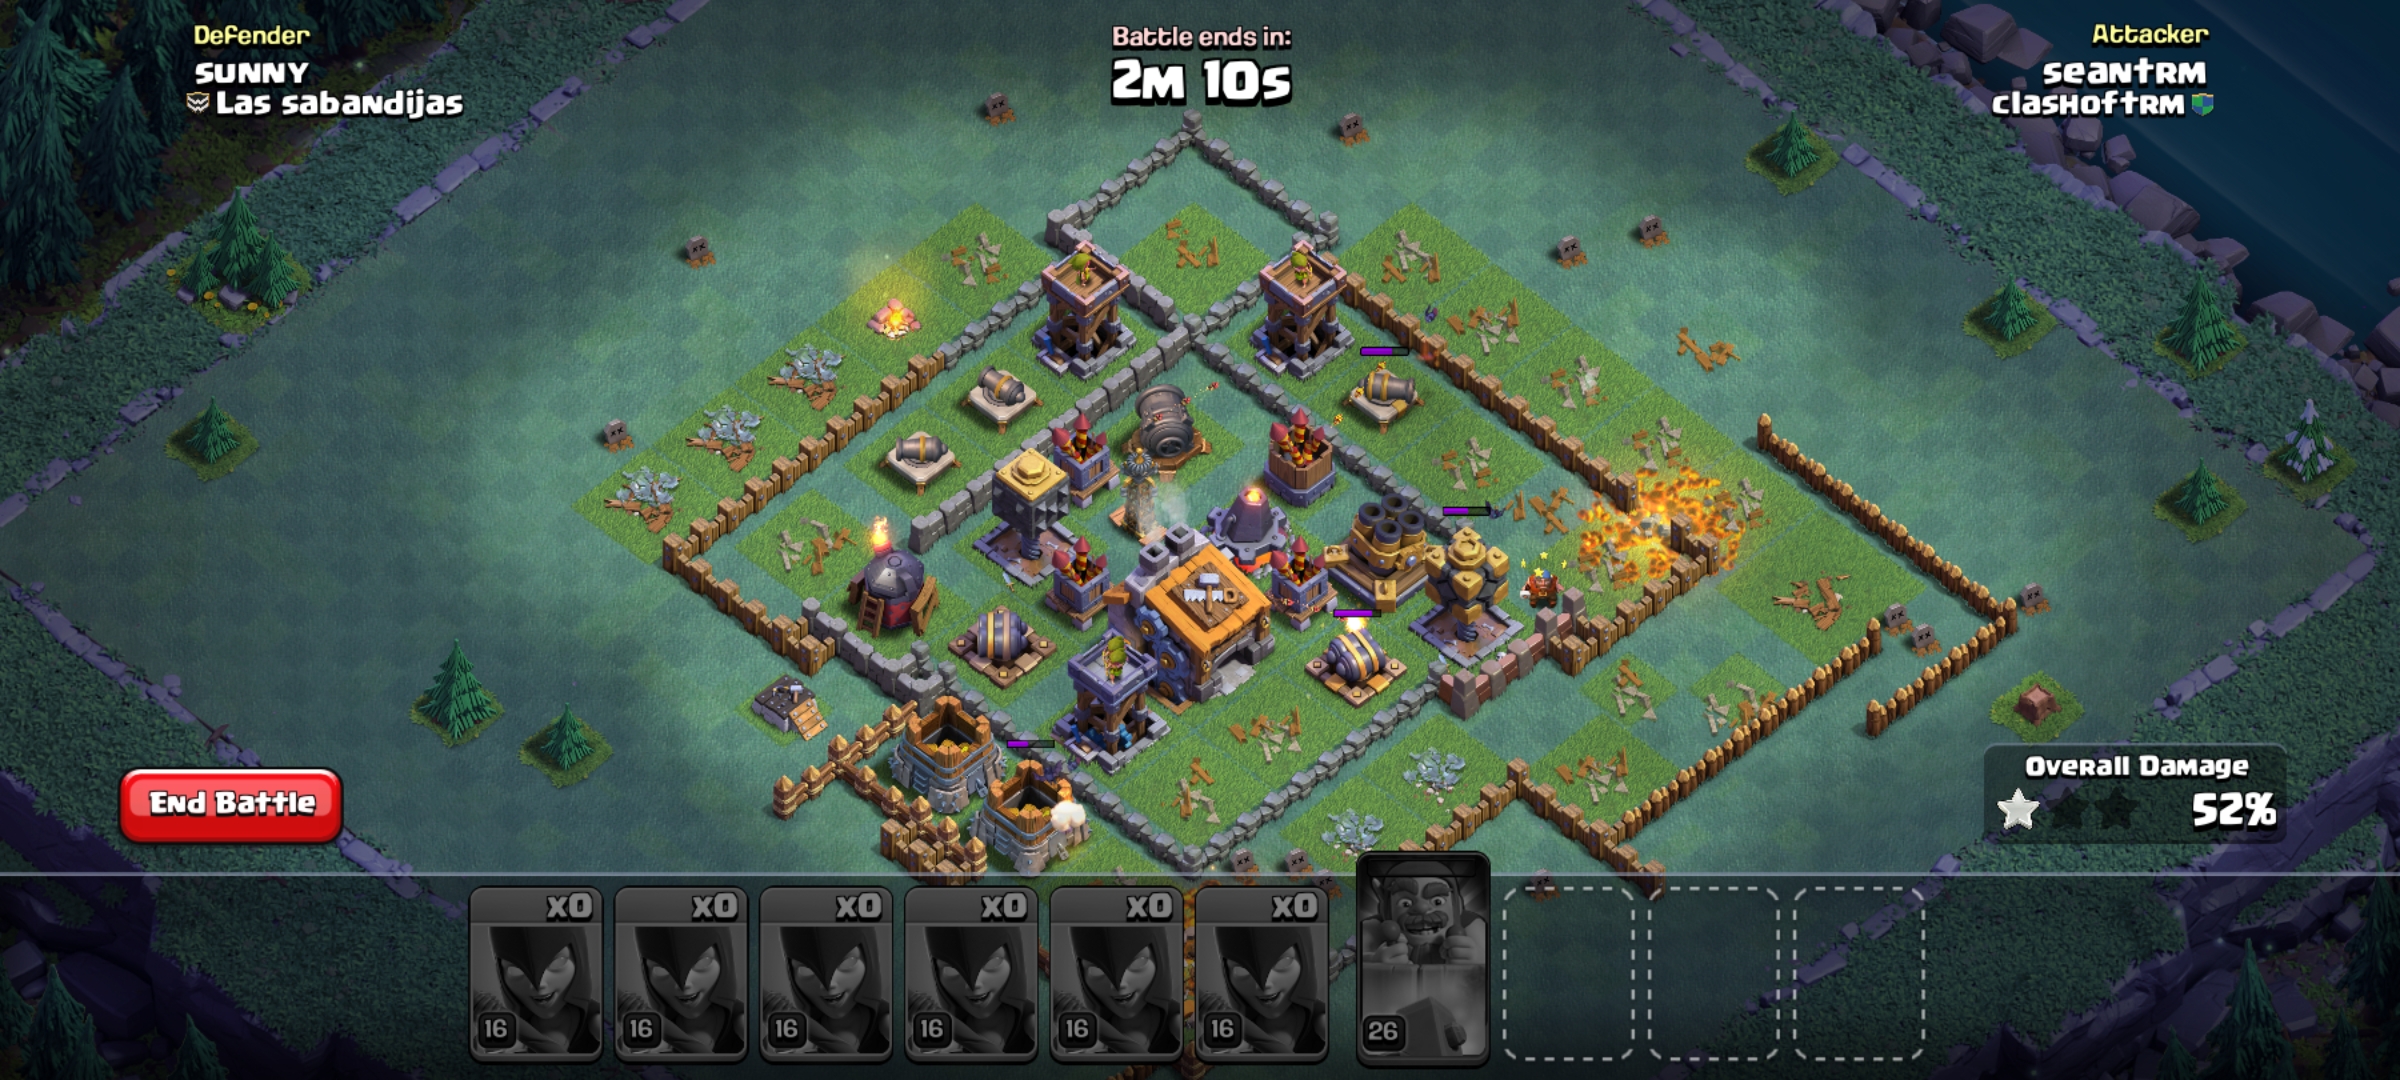 Defender
SUNNY
Las sabandijas
Battle ends in:
2M 10s
Attacker
seantRM
clashoftRM
End Battle
Overall Damage
52%
x0
x0
x0
x0
x0
x0
16
16
16
16
16
16
26